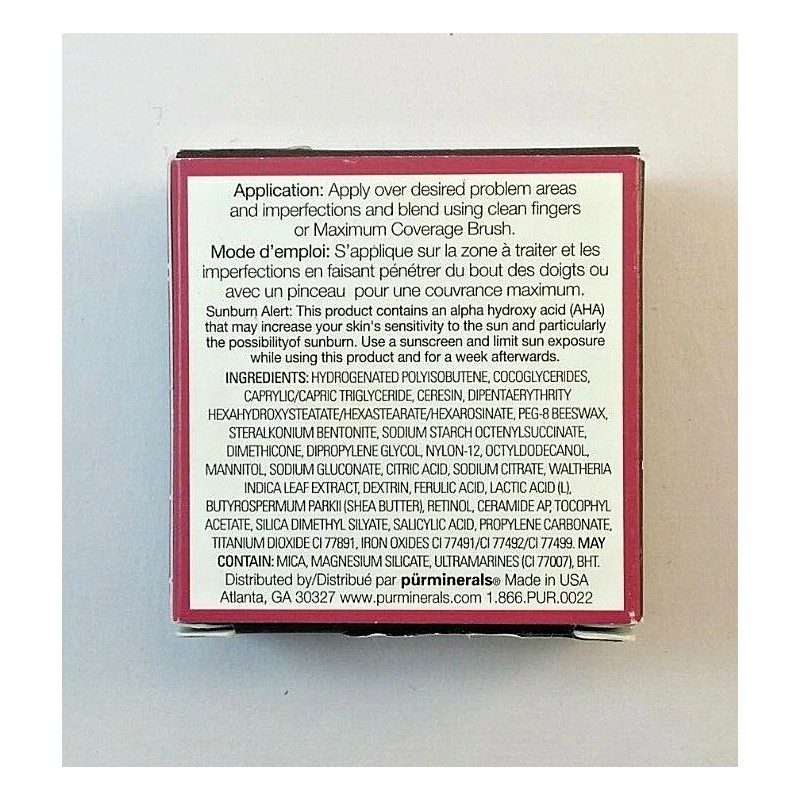 Application: Apply over desired problem areas
and imperfections and blend using clean fingers
or Maximum Coverage Brush.
Mode d'emploi: S'applique sur la zone à traiter et les
imperfections en faisant pénétrer du bout des doigts ou
avec un pinceau pour une couvrance maximum.
Sunburn Alert: This product contains an alpha hydroxy acid (AHA)
that may increase your skin's sensitivity to the sun and particularly
the possibilityof sunburn. Use a sunscreen and limit sun exposure
while using this product and for a week afterwards.
INGREDIENTS: HYDROGENATED POLYISOBUTENE, COCOGLYCERIDES,
CAPRYLIC/CAPRIC TRIGLYCERIDE, CERESIN, DIPENTAERYTHRITY
HEXAHYDROXYSTEATATE/HEXASTEARATE/HEXAROSINATE, PEG-8 BEESWAX,
STERALKONIUM BENTONITE, SODIUM STARCH OCTENYLSUCCINATE,
DIMETHICONE, DIPROPYLENE GLYCOL, NYLON-12, OCTYLDODECANOL,
MANNITOL, SODIUM GLUCONATE, CITRIC ACID, SODIUM CITRATE, WALTHERIA
INDICA LEAF EXTRACT, DEXTRIN, FERULIC ACID, LACTIC ACID (L),
BUTYROSPERMUM PARKII (SHEA BUTTER), RETINOL, CERAMIDE AP, TOCOPHYL
ACETATE, SILICA DIMETHYL SILYATE, SALICYLIC ACID, PROPYLENE CARBONATE,
TITANIUM DIOXIDE CI 77891, IRON OXIDES CI 77491/CI 77492/CI 77499. MAY
CONTAIN: MICA, MAGNESIUM SILICATE, ULTRAMARINES (CI 77007), BHT.
Distributed by/Distribué par pürminerals® Made in USA
Atlanta, GA 30327 www.purminerals.com 1.866.PUR.0022